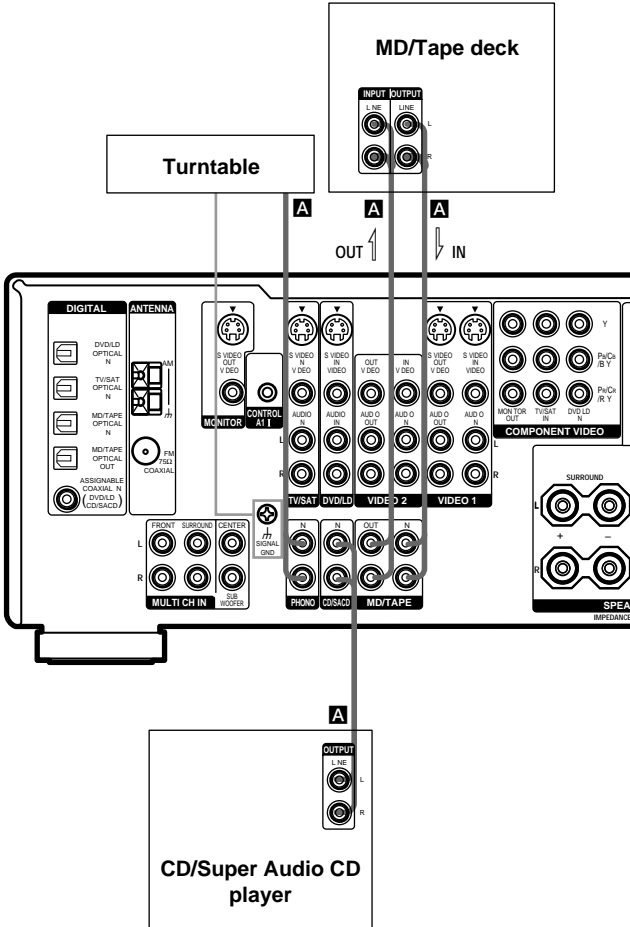 MD/Tape deck
INPUT OUTPUT
L NE LINE
L
R
Turntable
A A A
OUT IN
DIGITAL ANTENNA
DVD/LD
OPTICAL
N
TV/SAT
OPTICAL
N
MD/TAPE
OPTICAL
N
MD/TAPE
OPTICAL
OUT
ASSIGNABLE
COAXIAL N
( DVD/LD )
CD/SACD
AM
FM
75Ω
COAXIAL
S VIDEO
OUT
V DEO
MONITOR
CONTROL
A1 II
S VIDEO
IN
V DEO
AUDIO
N
TV/SAT
S VIDEO
IN
VIDEO
AUDIO
IN
DVD/LD
OUT
V DEO
AUD O
OUT
IN
V DEO
AUD O
N
VIDEO 2
S VIDEO
OUT
V DEO
AUD O
OUT
S VIDEO
IN
VIDEO
AUD O
N
VIDEO 1
L L
R R
Y
PB/CB
/B Y
PR/CR
/R Y
MON TOR
OUT
TV/SAT
IN
DVD LD
N
COMPONENT VIDEO
SURROUND
L
+ –
R
SPEA
IMPEDANCE
FRONT SURROUND CENTER
L
R
SUB
WOOFER
MULTI CH IN
SIGNAL
GND
N N OUT N
PHONO CD/SACD MD/TAPE
A
OUTPUT
L NE
L
R
CD/Super Audio CD
player